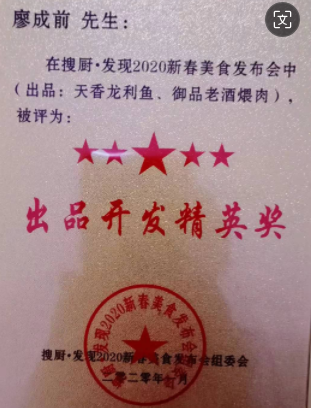 廖成前 先生：
在搜厨·发现2020新春美食发布会中
（出品：天香龙利鱼、御品老酒煨肉），
被评为：
出品开发精英奖
搜厨·发现2020新春美食发布会组委会
二零二零年一月